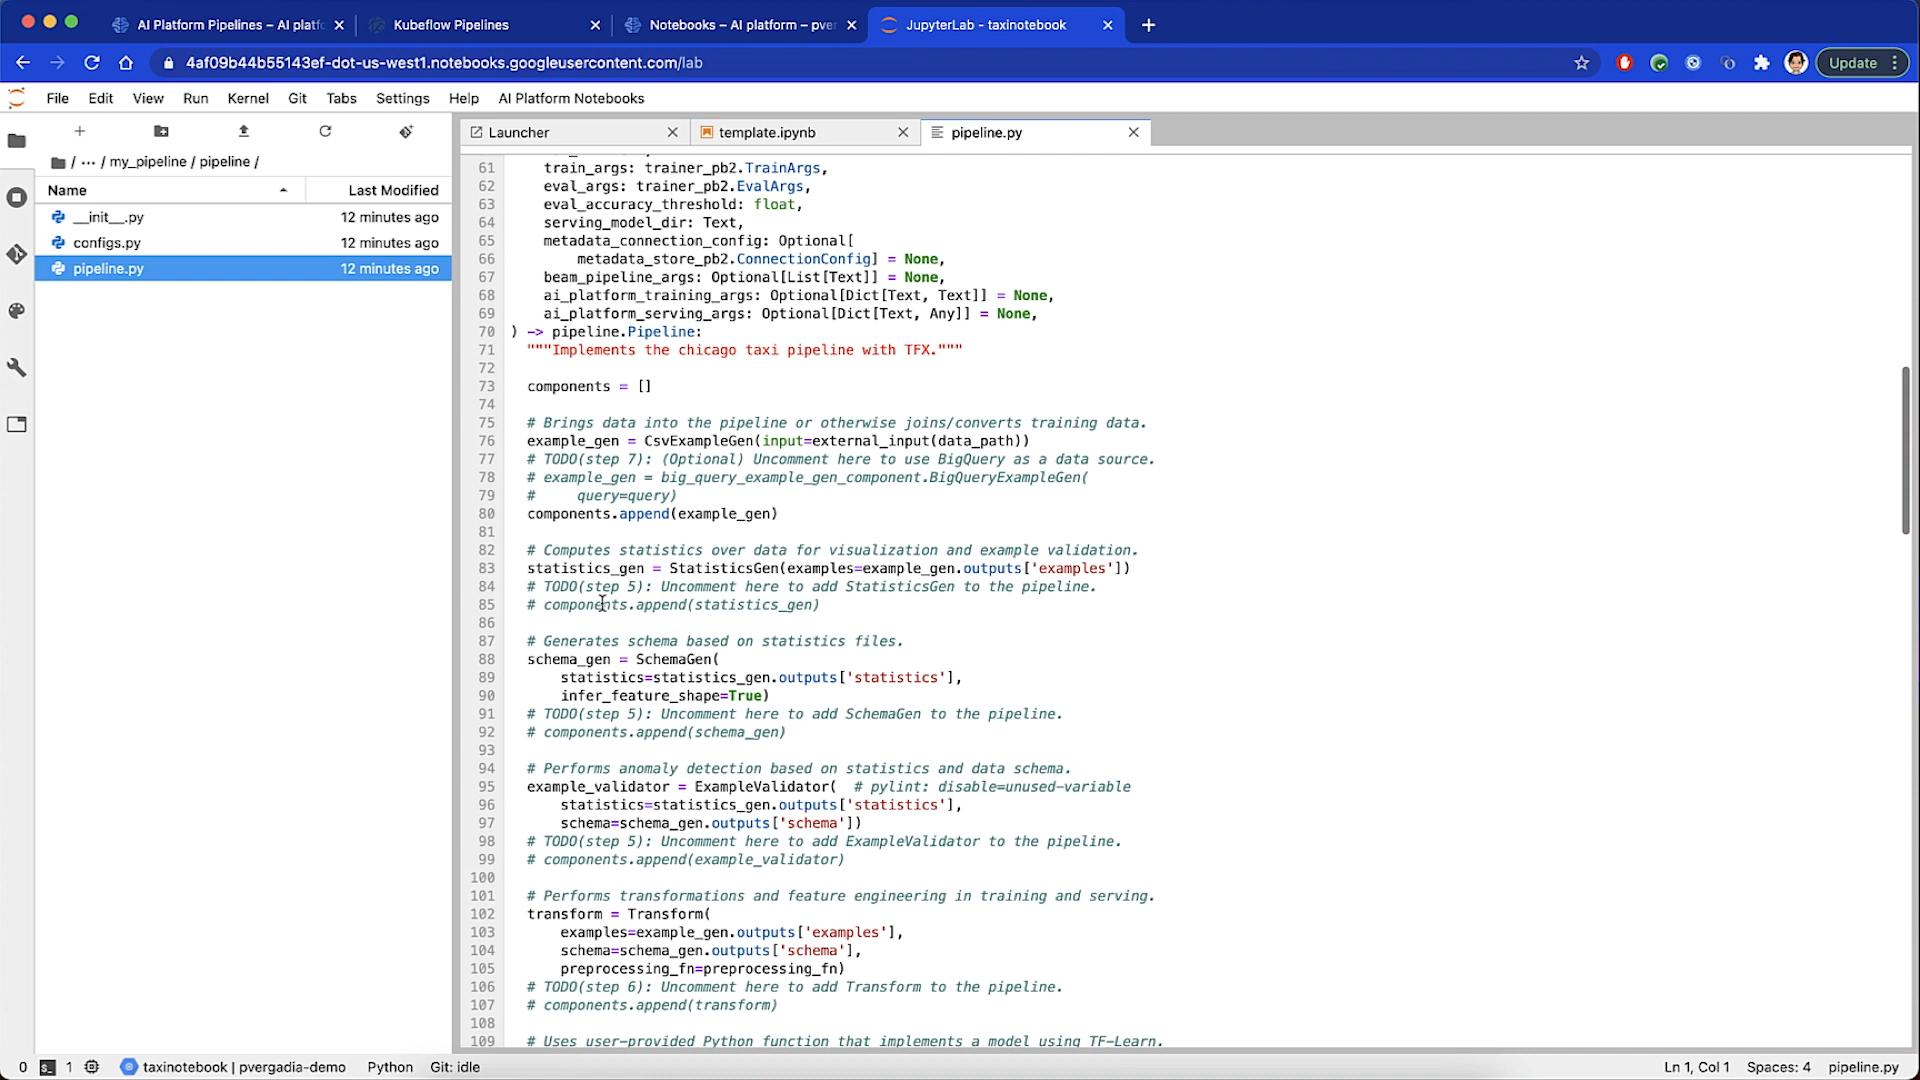 AI Platform Pipelines – AI platf
Kubeflow Pipelines
Notebooks – AI platform – pver
JupyterLab - taxinotebook
4af09b44b55143ef-dot-us-west1.notebooks.googleusercontent.com/lab
Update
File Edit View Run Kernel Git Tabs Settings Help AI Platform Notebooks
/ ··· / my_pipeline / pipeline /
Name Last Modified
__init__.py 12 minutes ago
configs.py 12 minutes ago
pipeline.py 12 minutes ago
Launcher
template.ipynb
pipeline.py
61 train_args: trainer_pb2.TrainArgs,
62 eval_args: trainer_pb2.EvalArgs,
63 eval_accuracy_threshold: float,
64 serving_model_dir: Text,
65 metadata_connection_config: Optional[
66 metadata_store_pb2.ConnectionConfig] = None,
67 beam_pipeline_args: Optional[List[Text]] = None,
68 ai_platform_training_args: Optional[Dict[Text, Text]] = None,
69 ai_platform_serving_args: Optional[Dict[Text, Any]] = None,
70 ) -> pipeline.Pipeline:
71 """Implements the chicago taxi pipeline with TFX."""
72
73 components = []
74
75 # Brings data into the pipeline or otherwise joins/converts training data.
76 example_gen = CsvExampleGen(input=external_input(data_path))
77 # TODO(step 7): (Optional) Uncomment here to use BigQuery as a data source.
78 # example_gen = big_query_example_gen_component.BigQueryExampleGen(
79 # query=query)
80 components.append(example_gen)
81
82 # Computes statistics over data for visualization and example validation.
83 statistics_gen = StatisticsGen(examples=example_gen.outputs['examples'])
84 # TODO(step 5): Uncomment here to add StatisticsGen to the pipeline.
85 # components.append(statistics_gen)
86
87 # Generates schema based on statistics files.
88 schema_gen = SchemaGen(
89 statistics=statistics_gen.outputs['statistics'],
90 infer_feature_shape=True)
91 # TODO(step 5): Uncomment here to add SchemaGen to the pipeline.
92 # components.append(schema_gen)
93
94 # Performs anomaly detection based on statistics and data schema.
95 example_validator = ExampleValidator( # pylint: disable=unused-variable
96 statistics=statistics_gen.outputs['statistics'],
97 schema=schema_gen.outputs['schema'])
98 # TODO(step 5): Uncomment here to add ExampleValidator to the pipeline.
99 # components.append(example_validator)
100
101 # Performs transformations and feature engineering in training and serving.
102 transform = Transform(
103 examples=example_gen.outputs['examples'],
104 schema=schema_gen.outputs['schema'],
105 preprocessing_fn=preprocessing_fn)
106 # TODO(step 6): Uncomment here to add Transform to the pipeline.
107 # components.append(transform)
108
109 # Uses user-provided Python function that implements a model using TF-Learn.
0 1 taxinotebook | pvergadia-demo Python Git: idle Ln 1, Col 1 Spaces: 4 pipeline.py